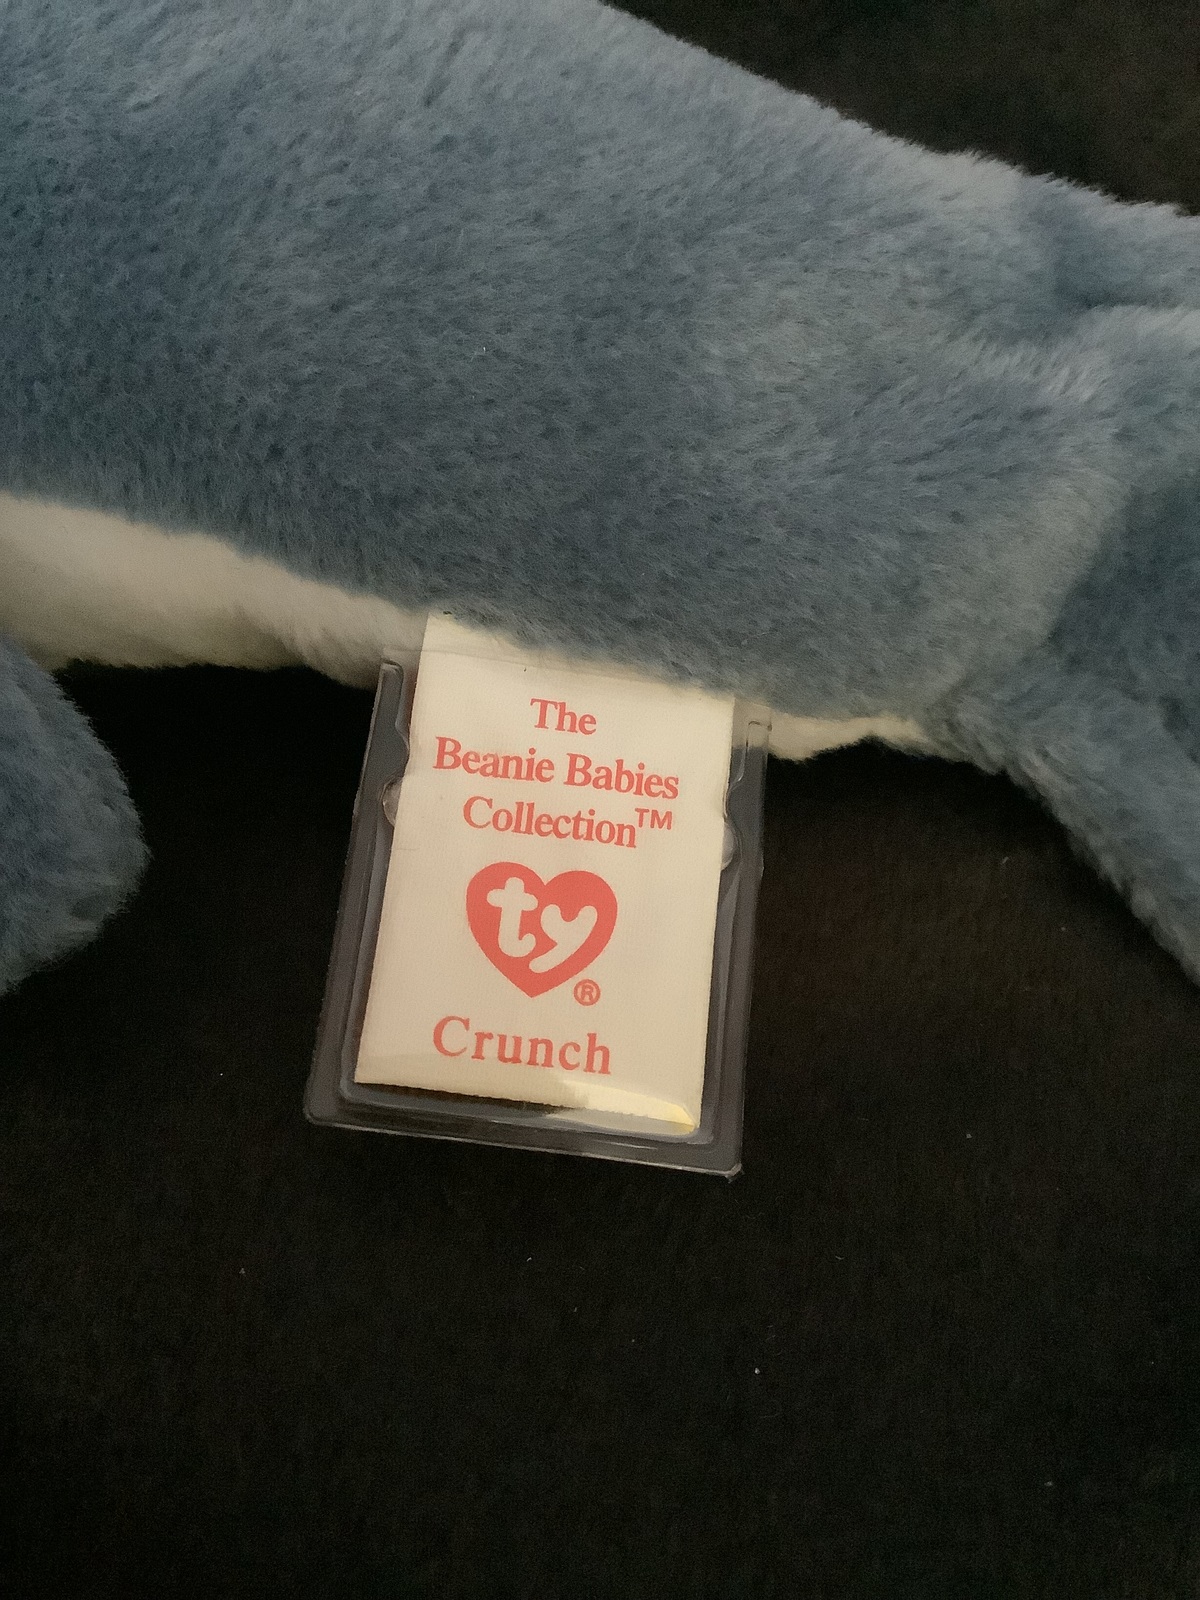 The
Beanie Babies
Collection™
ty
®
Crunch